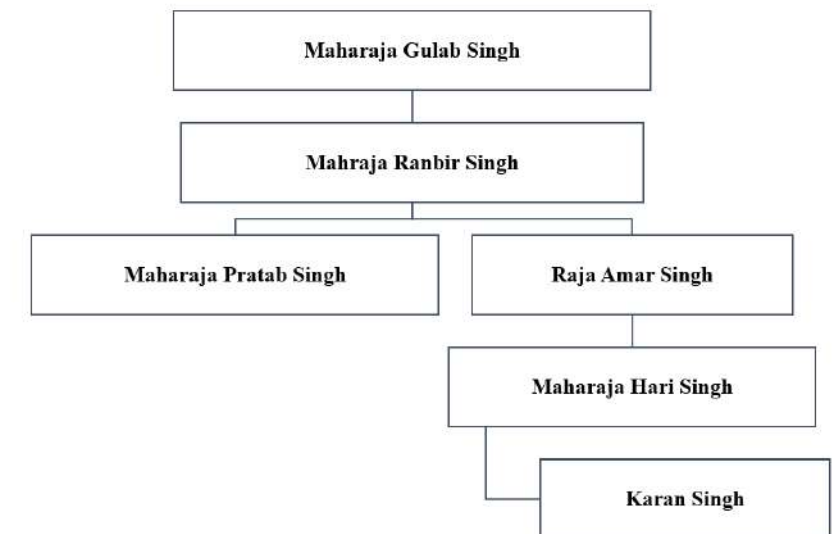 Maharaja Gulab Singh
Mahraja Ranbir Singh
Maharaja Pratab Singh
Raja Amar Singh
Maharaja Hari Singh
Karan Singh